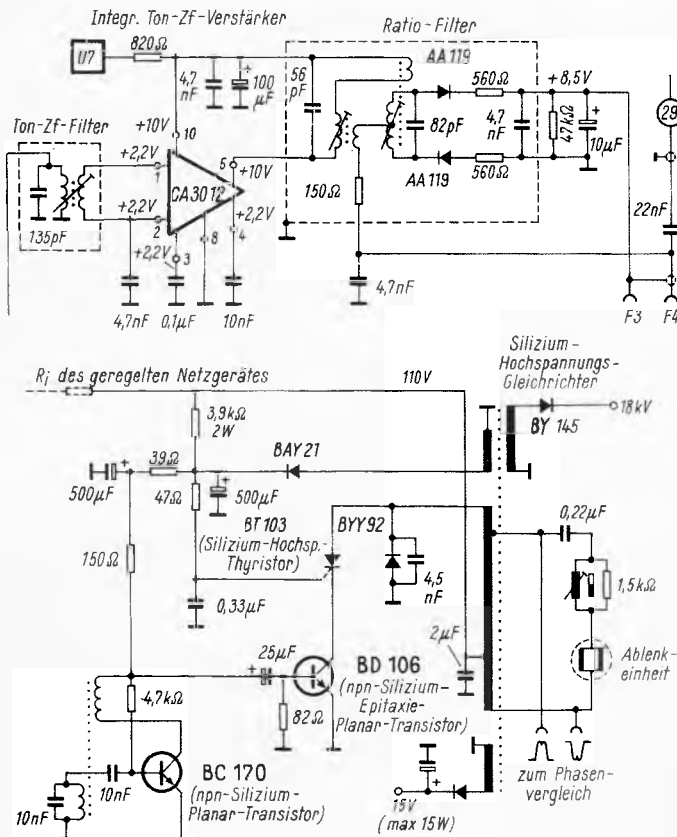 Integr. Ton-Zf-Verstärker
Ratio-Filter
U7
820Ω
4,7
nF
+
100
µF
56
pF
AA119
560Ω
+8,5V
82pF
4,7
nF
47kΩ
+
10µF
29
AA119
560Ω
150Ω
22nF
Ton-Zf-Filter
+10V
10
+2,2V
1
CA3012
5
+10V
+2,2V
2
+2,2V
4
8
+2,2V
3
135pF
4,7nF
0,1µF
10nF
4,7nF
F3
F4
Ri des geregelten Netzgerätes
110V
Silizium-
Hochspannungs-
Gleichrichter
18kV
BY 145
3,9kΩ
2W
39Ω
BAY 21
+
500µF
47Ω
+
500µF
BT 103
(Silizium-Hochsp.-
Thyristor)
BYY92
4,5
nF
0,22µF
1,5kΩ
150Ω
0,33µF
2µF
Ablenk-
einheit
25µF
+
BD 106
(npn-Silizium-
Epitaxie-
Planar-Transistor)
82Ω
4,7kΩ
10nF
10nF
BC 170
(npn-Silizium-
Planar-Transistor)
+
15V
(max 15W)
zum Phasen-
vergleich